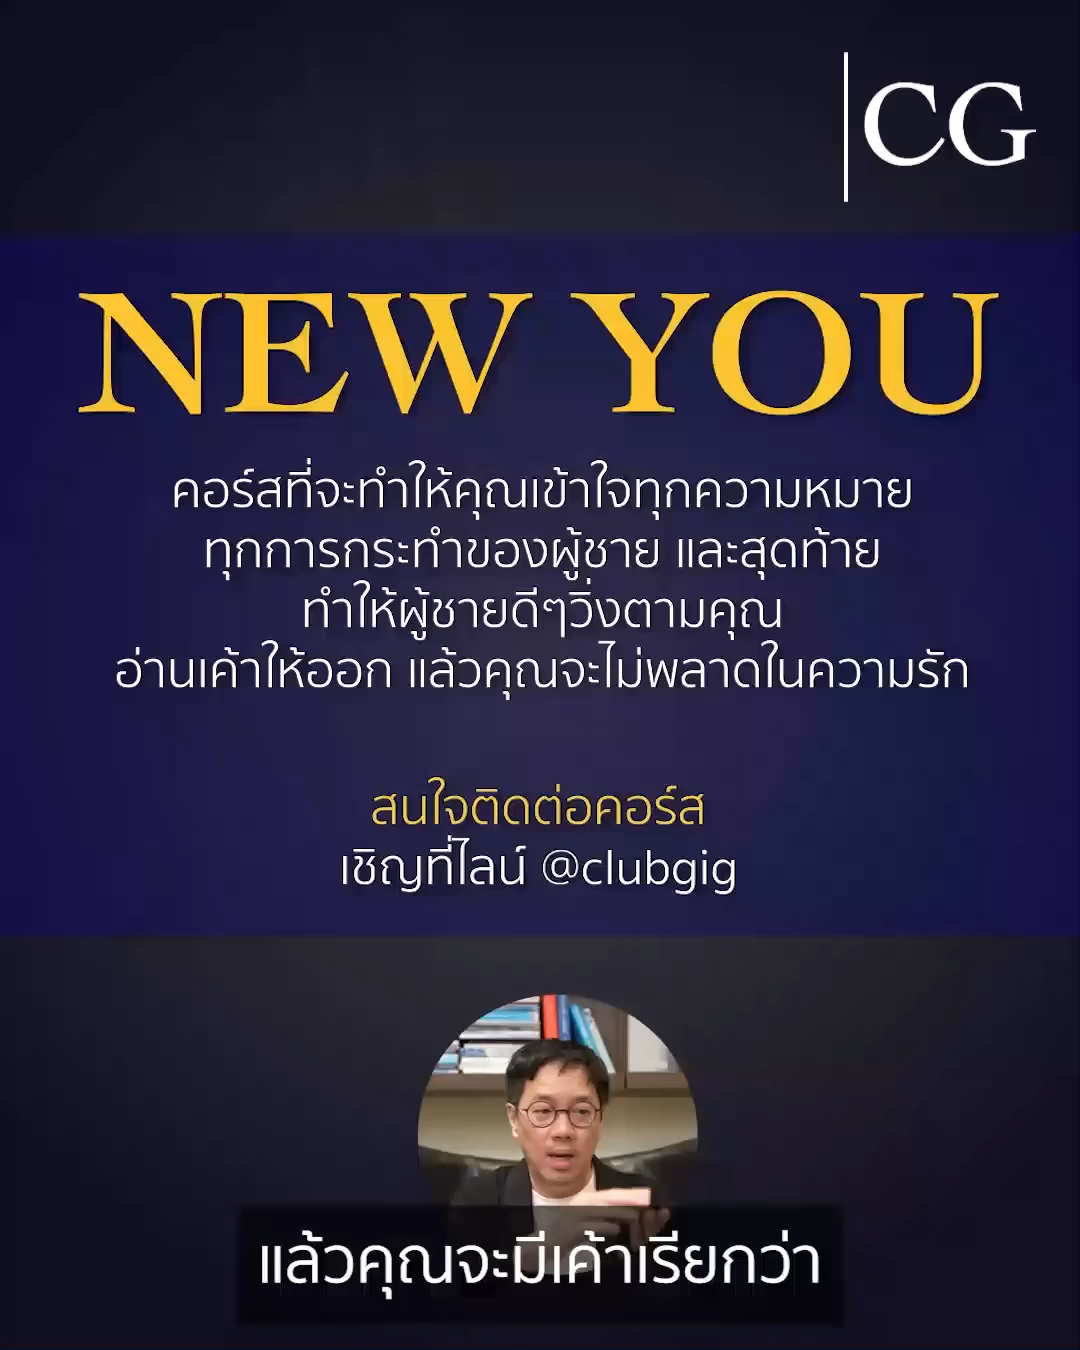 CG
NEW YOU
คอร์สที่จะทำให้คุณเข้าใจทุกความหมาย
ทุกการกระทำของผู้ชาย และสุดท้าย
ทำให้ผู้ชายดีๆวิ่งตามคุณ
อ่านเค้าให้ออก แล้วคุณจะไม่พลาดในความรัก
สนใจติดต่อคอร์ส
เชิญที่ไลน์ @clubgig
แล้วคุณจะมีเค้าเรียกว่า